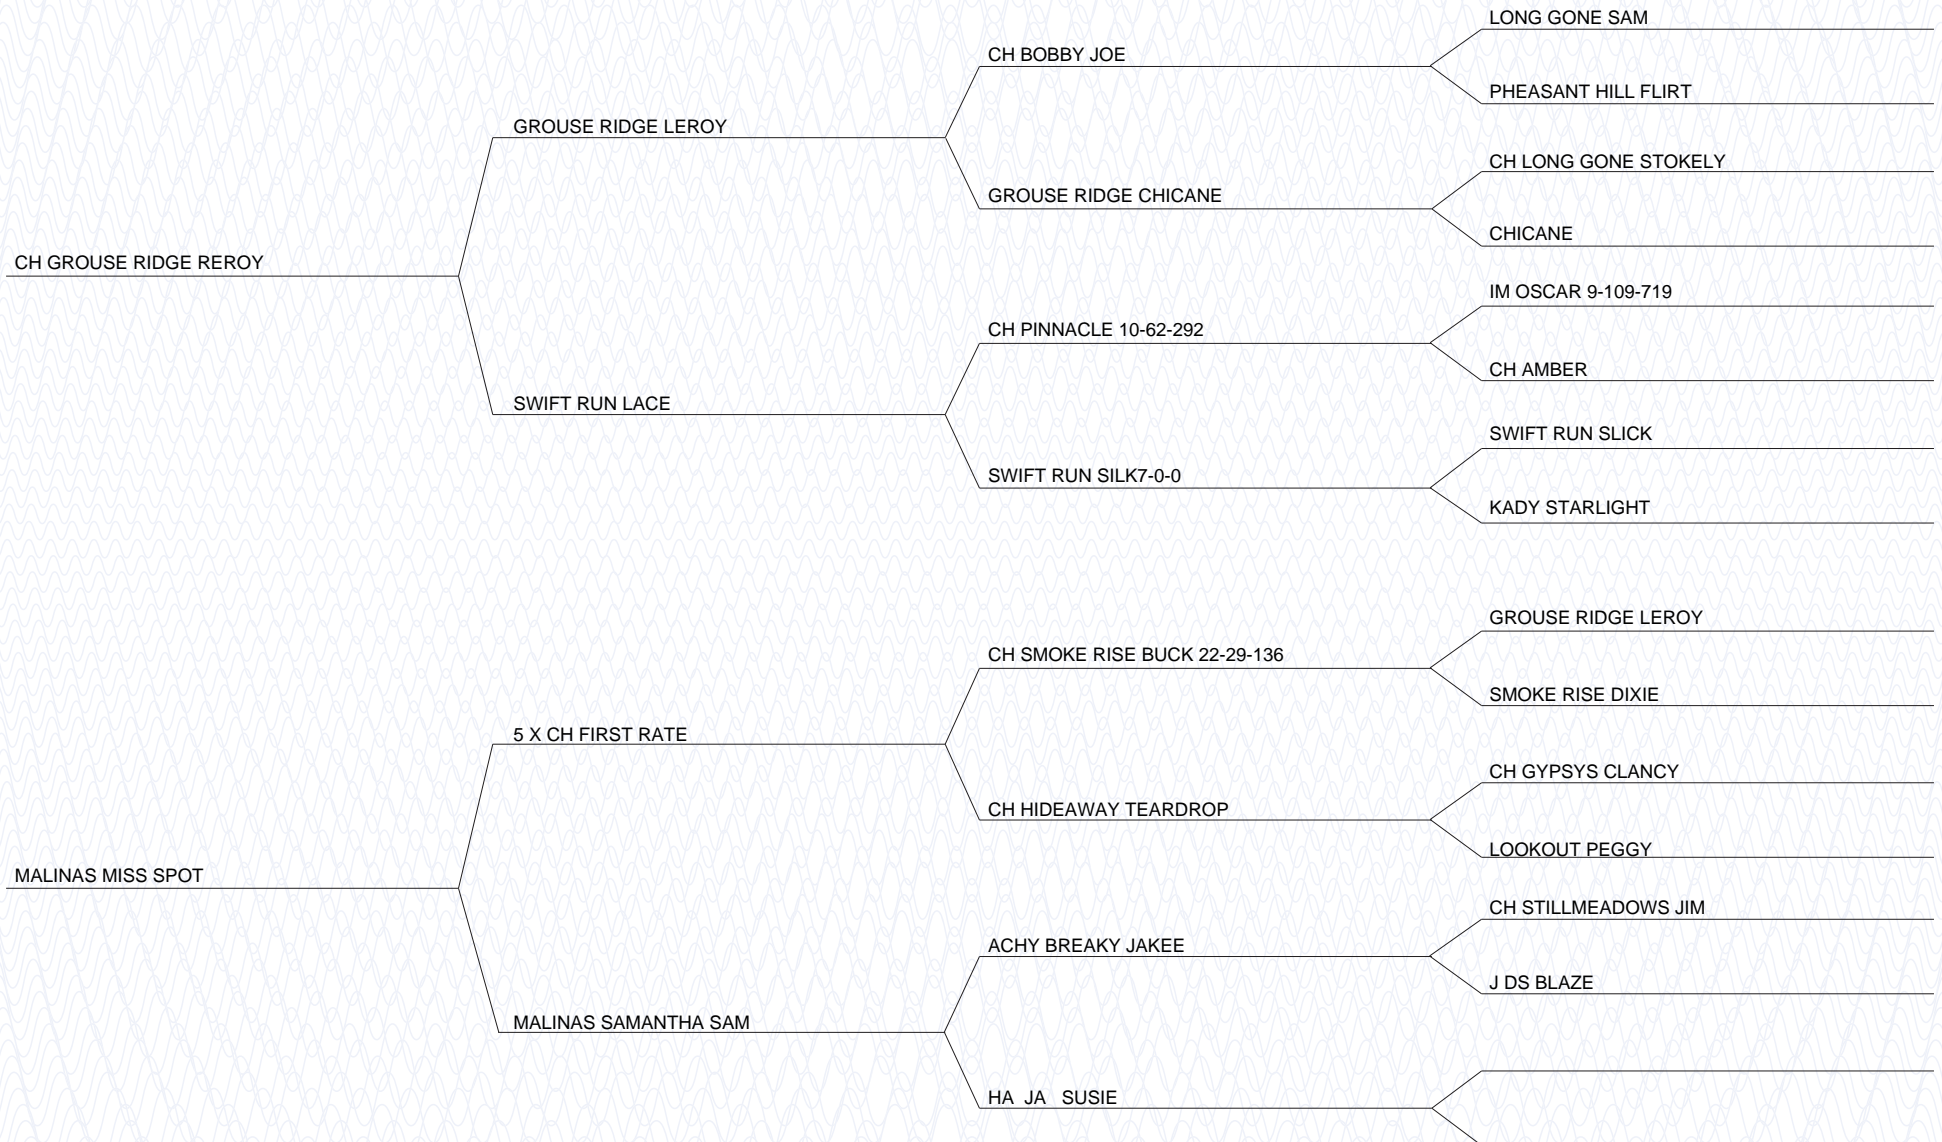 LONG GONE SAM
CH BOBBY JOE
PHEASANT HILL FLIRT
GROUSE RIDGE LEROY
CH LONG GONE STOKELY
GROUSE RIDGE CHICANE
CHICANE
CH GROUSE RIDGE REROY
IM OSCAR 9-109-719
CH PINNACLE 10-62-292
CH AMBER
SWIFT RUN LACE
SWIFT RUN SLICK
SWIFT RUN SILK7-0-0
KADY STARLIGHT
GROUSE RIDGE LEROY
CH SMOKE RISE BUCK 22-29-136
SMOKE RISE DIXIE
5 X CH FIRST RATE
CH GYPSYS CLANCY
CH HIDEAWAY TEARDROP
LOOKOUT PEGGY
MALINAS MISS SPOT
CH STILLMEADOWS JIM
ACHY BREAKY JAKEE
J DS BLAZE
MALINAS SAMANTHA SAM
HA  JA   SUSIE